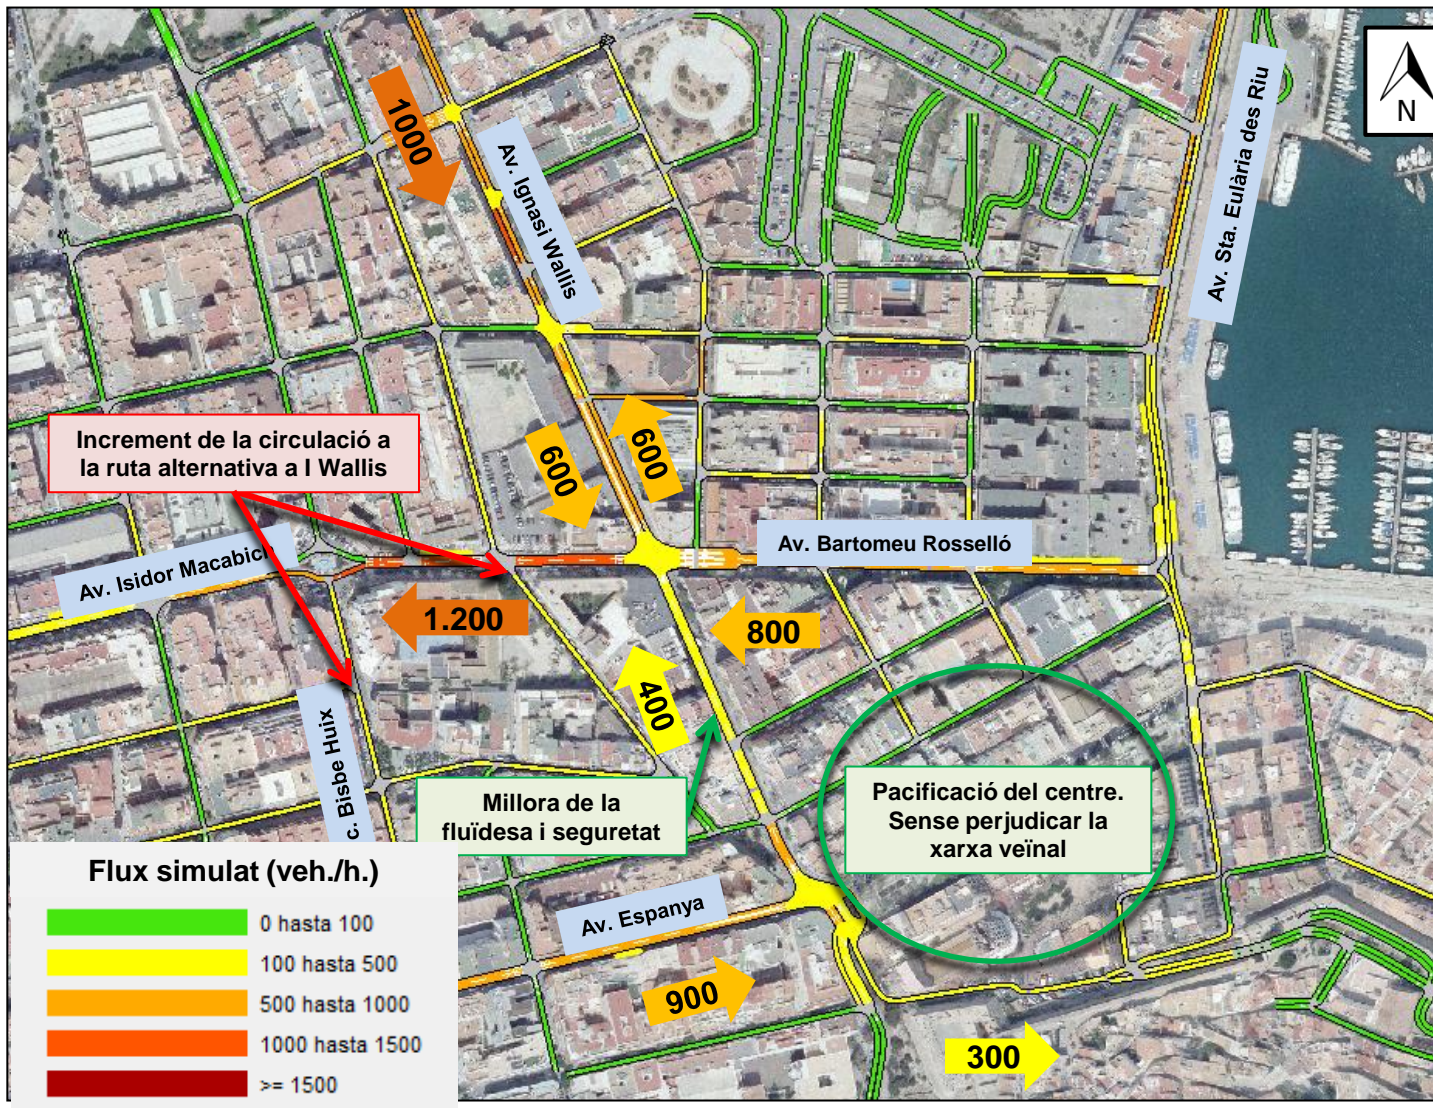 N
1000
Av. Ignasi Wallis
Av. Sta. Eulària des Riu
Increment de la circulació a
la ruta alternativa a I Wallis
600
600
Av. Isidor Macabich
Av. Bartomeu Rosselló
1.200
800
400
c. Bisbe Huix
Millora de la
fluïdesa i seguretat
Pacificació del centre.
Sense perjudicar la
xarxa veïnal
Av. Espanya
900
300
Flux simulat (veh./h.)
0 hasta 100
100 hasta 500
500 hasta 1000
1000 hasta 1500
>= 1500